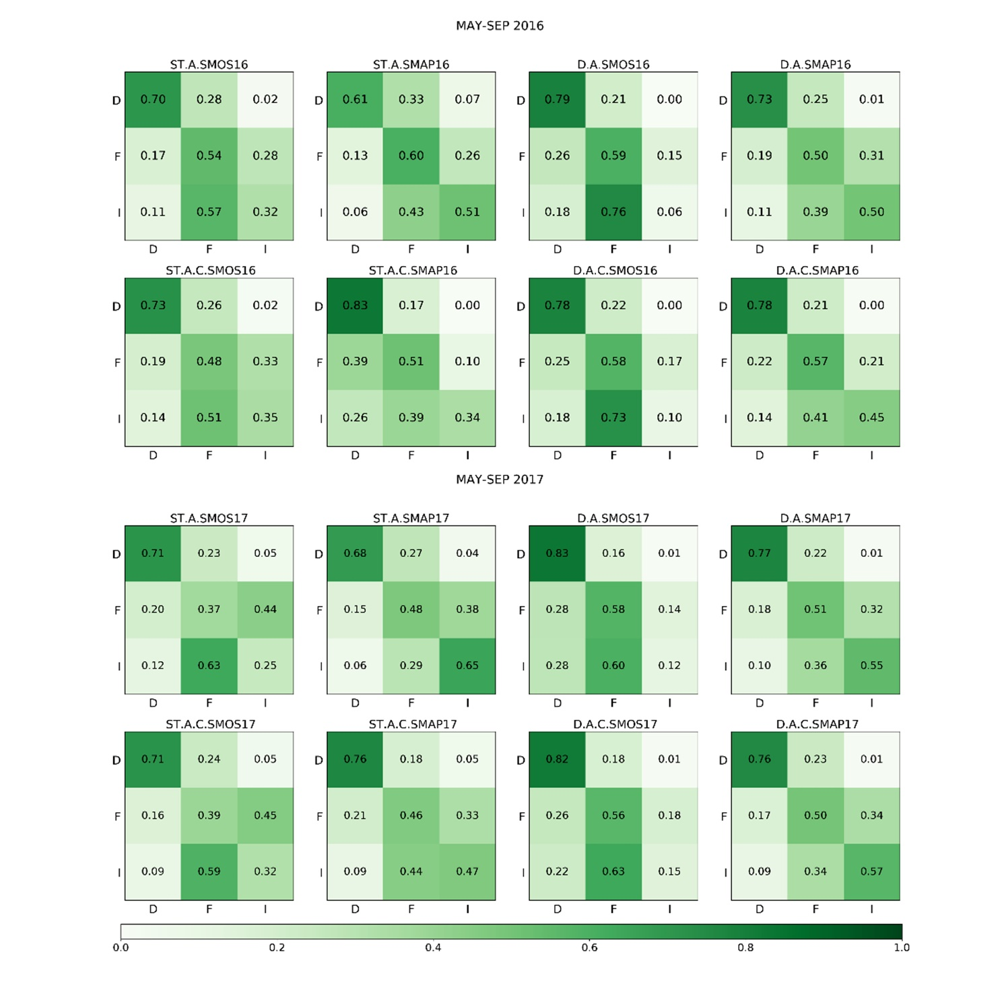 MAY-SEP 2016
ST.A.SMOS16 ST.A.SMAP16 D.A.SMOS16 D.A.SMAP16
D 0.70 0.28 0.02 D 0.61 0.33 0.07 D 0.79 0.21 0.00 D 0.73 0.25 0.01
F 0.17 0.54 0.28 F 0.13 0.60 0.26 F 0.26 0.59 0.15 F 0.19 0.50 0.31
I 0.11 0.57 0.32 I 0.06 0.43 0.51 I 0.18 0.76 0.06 I 0.11 0.39 0.50
D F I D F I D F I D F I
ST.A.C.SMOS16 ST.A.C.SMAP16 D.A.C.SMOS16 D.A.C.SMAP16
D 0.73 0.26 0.02 D 0.83 0.17 0.00 D 0.78 0.22 0.00 D 0.78 0.21 0.00
F 0.19 0.48 0.33 F 0.39 0.51 0.10 F 0.25 0.58 0.17 F 0.22 0.57 0.21
I 0.14 0.51 0.35 I 0.26 0.39 0.34 I 0.18 0.73 0.10 I 0.14 0.41 0.45
D F I D F I D F I D F I
MAY-SEP 2017
ST.A.SMOS17 ST.A.SMAP17 D.A.SMOS17 D.A.SMAP17
D 0.71 0.23 0.05 D 0.68 0.27 0.04 D 0.83 0.16 0.01 D 0.77 0.22 0.01
F 0.20 0.37 0.44 F 0.15 0.48 0.38 F 0.28 0.58 0.14 F 0.18 0.51 0.32
I 0.12 0.63 0.25 I 0.06 0.29 0.65 I 0.28 0.60 0.12 I 0.10 0.36 0.55
D F I D F I D F I D F I
ST.A.C.SMOS17 ST.A.C.SMAP17 D.A.C.SMOS17 D.A.C.SMAP17
D 0.71 0.24 0.05 D 0.76 0.18 0.05 D 0.82 0.18 0.01 D 0.76 0.23 0.01
F 0.16 0.39 0.45 F 0.21 0.46 0.33 F 0.26 0.56 0.18 F 0.17 0.50 0.34
I 0.09 0.59 0.32 I 0.09 0.44 0.47 I 0.22 0.63 0.15 I 0.09 0.34 0.57
D F I D F I D F I D F I
0.0 0.2 0.4 0.6 0.8 1.0